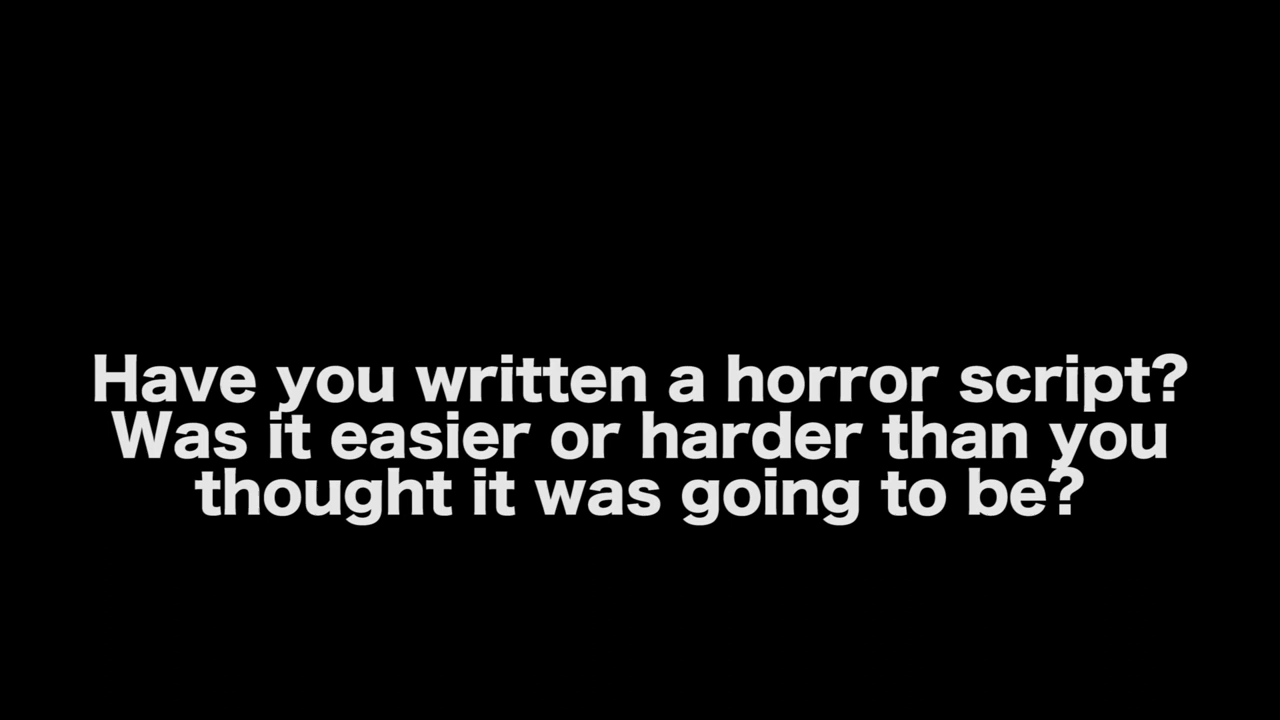 Have you written a horror script?
Was it easier or harder than you
thought it was going to be?